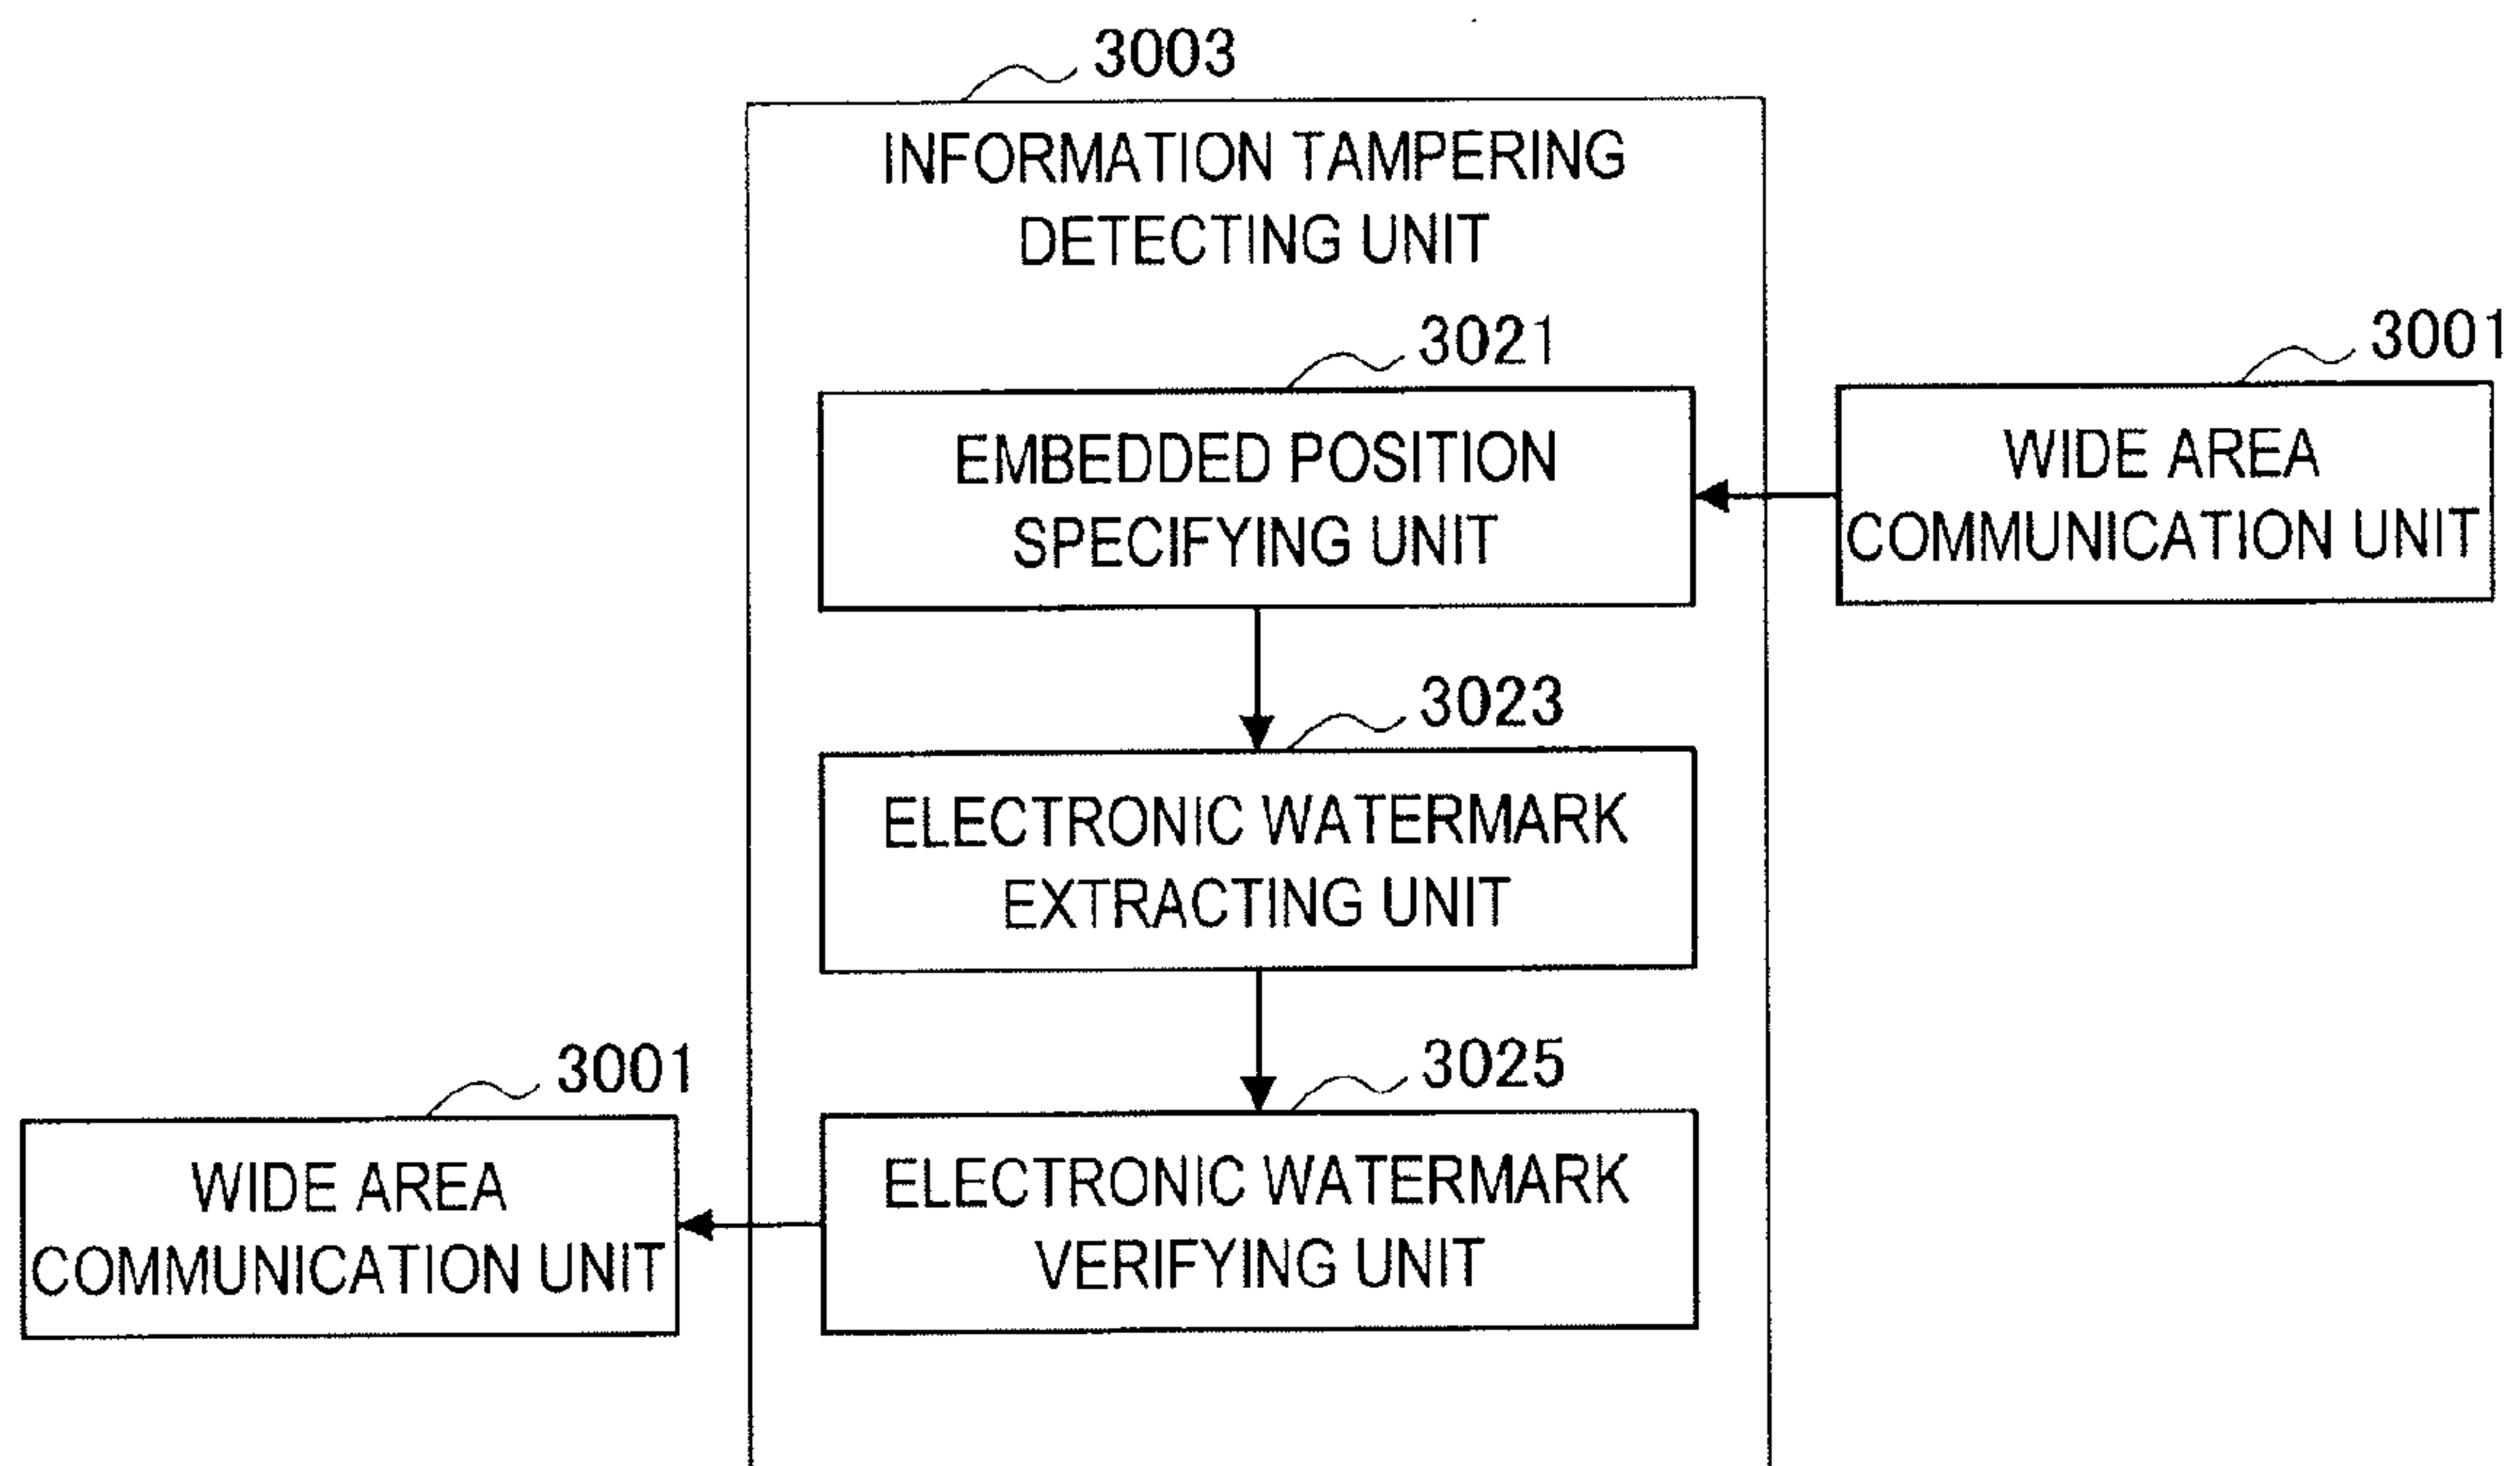 3003
INFORMATION TAMPERING
DETECTING UNIT
3021
EMBEDDED POSITION
SPECIFYING UNIT
3001
WIDE AREA
COMMUNICATION UNIT
3023
ELECTRONIC WATERMARK
EXTRACTING UNIT
3025
ELECTRONIC WATERMARK
VERIFYING UNIT
3001
WIDE AREA
COMMUNICATION UNIT